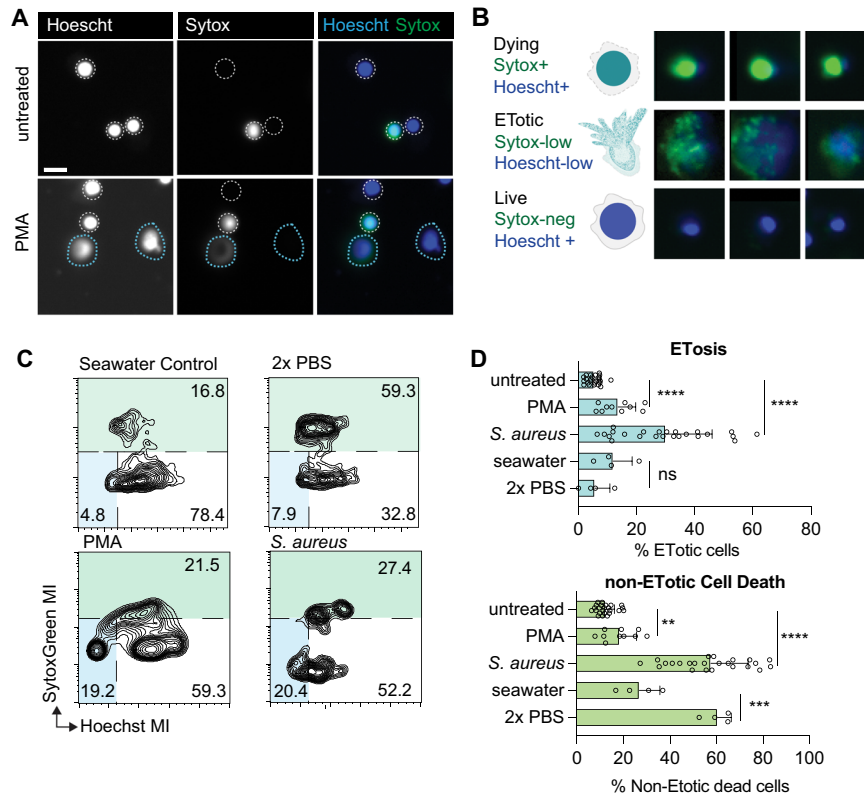 A
Hoescht
Sytox
Hoescht Sytox
untreated
PMA
B
Dying
Sytox+
Hoescht+
ETotic
Sytox-low
Hoescht-low
Live
Sytox-neg
Hoescht +
C
Seawater Control
16.8
4.8
78.4
2x PBS
59.3
7.9
32.8
PMA
21.5
19.2
59.3
S. aureus
27.4
20.4
52.2
SytoxGreen MI
Hoechst MI
D
ETosis
untreated
PMA
S. aureus
seawater
2x PBS
****
****
ns
0 20 40 60 80
% ETotic cells
non-ETotic Cell Death
untreated
PMA
S. aureus
seawater
2x PBS
**
****
***
0 20 40 60 80 100
% Non-Etotic dead cells